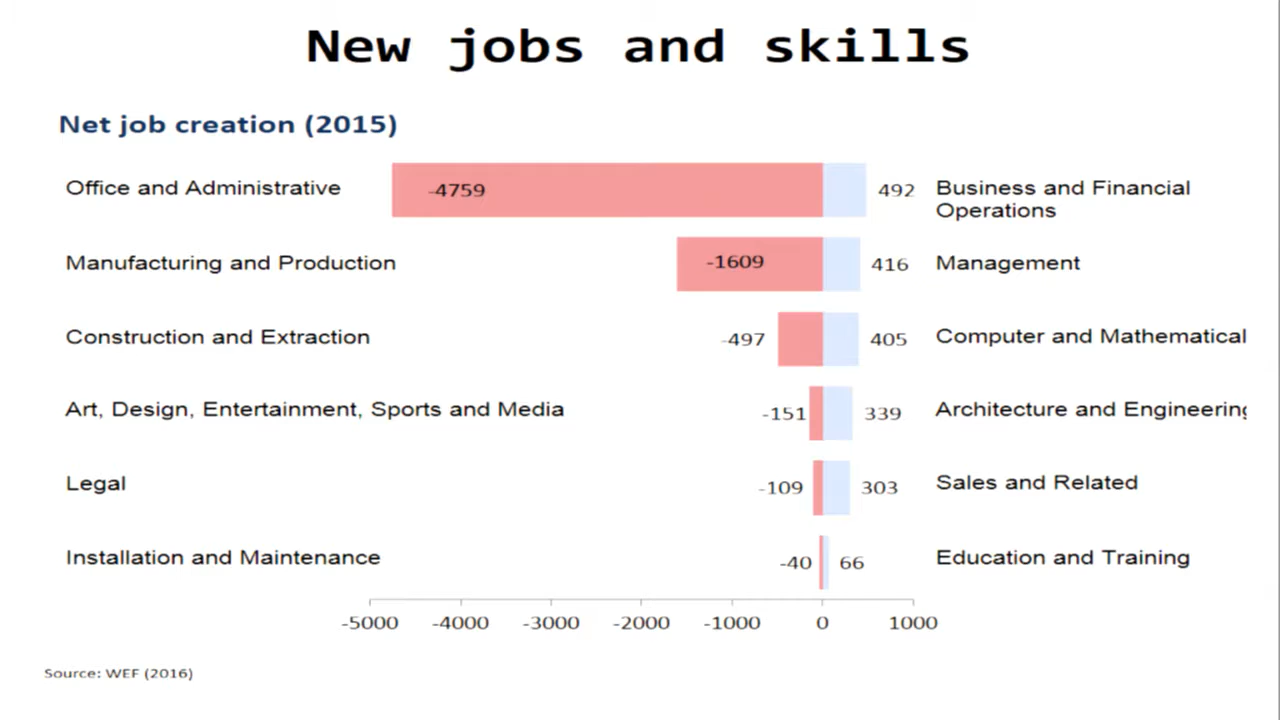 New jobs and skills
Net job creation (2015)
Office and Administrative -4759 492 Business and Financial
Operations
Manufacturing and Production -1609 416 Management
Construction and Extraction -497 405 Computer and Mathematical
Art, Design, Entertainment, Sports and Media -151 339 Architecture and Engineering
Legal -109 303 Sales and Related
Installation and Maintenance -40 66 Education and Training
-5000 -4000 -3000 -2000 -1000 0 1000
Source: WEF (2016)